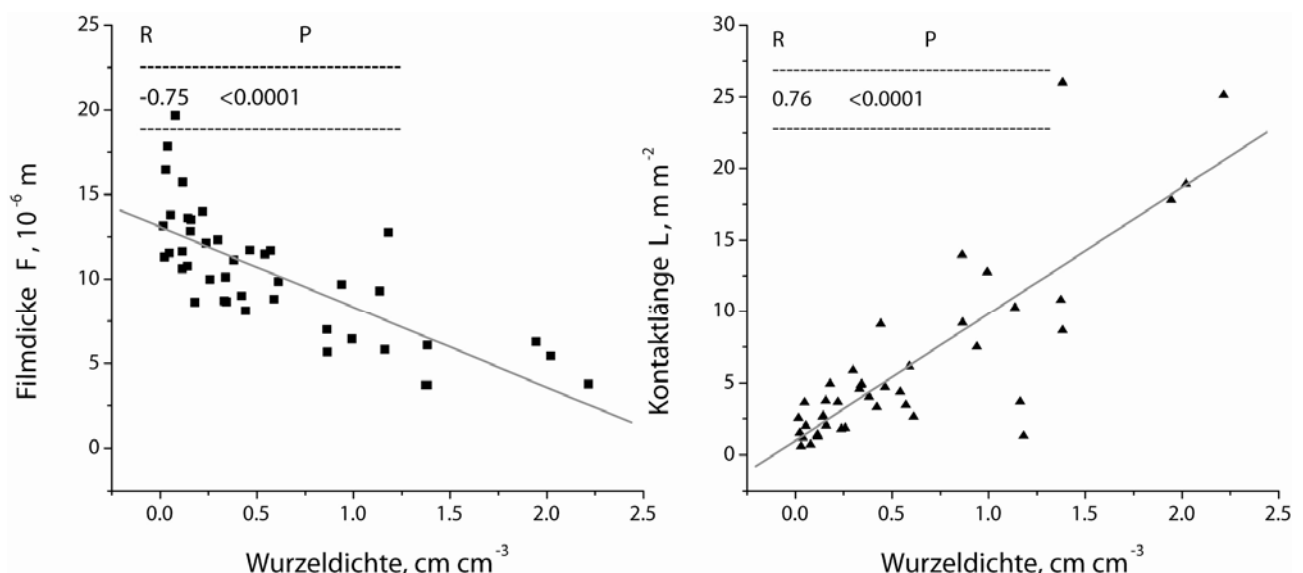 R P
-0.75 <0.0001
25
20
15
10
5
0
Filmdicke F , 10⁻⁶ m
0.0 0.5 1.0 1.5 2.0 2.5
Wurzeldichte, cm cm⁻³
R P
0.76 <0.0001
30
25
20
15
10
5
0
Kontaktlänge L, m m⁻²
0.0 0.5 1.0 1.5 2.0 2.5
Wurzeldichte, cm cm⁻³